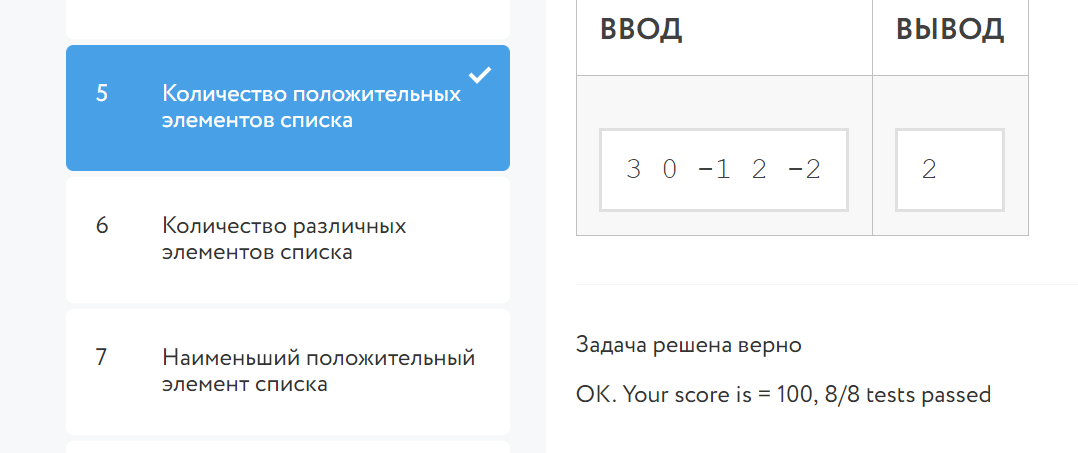 5
Количество положительных
элементов списка
6
Количество различных
элементов списка
7
Наименьший положительный
элемент списка
ВВОД ВЫВОД
3 0 -1 2 -2 2
Задача решена верно
OK. Your score is = 100, 8/8 tests passed